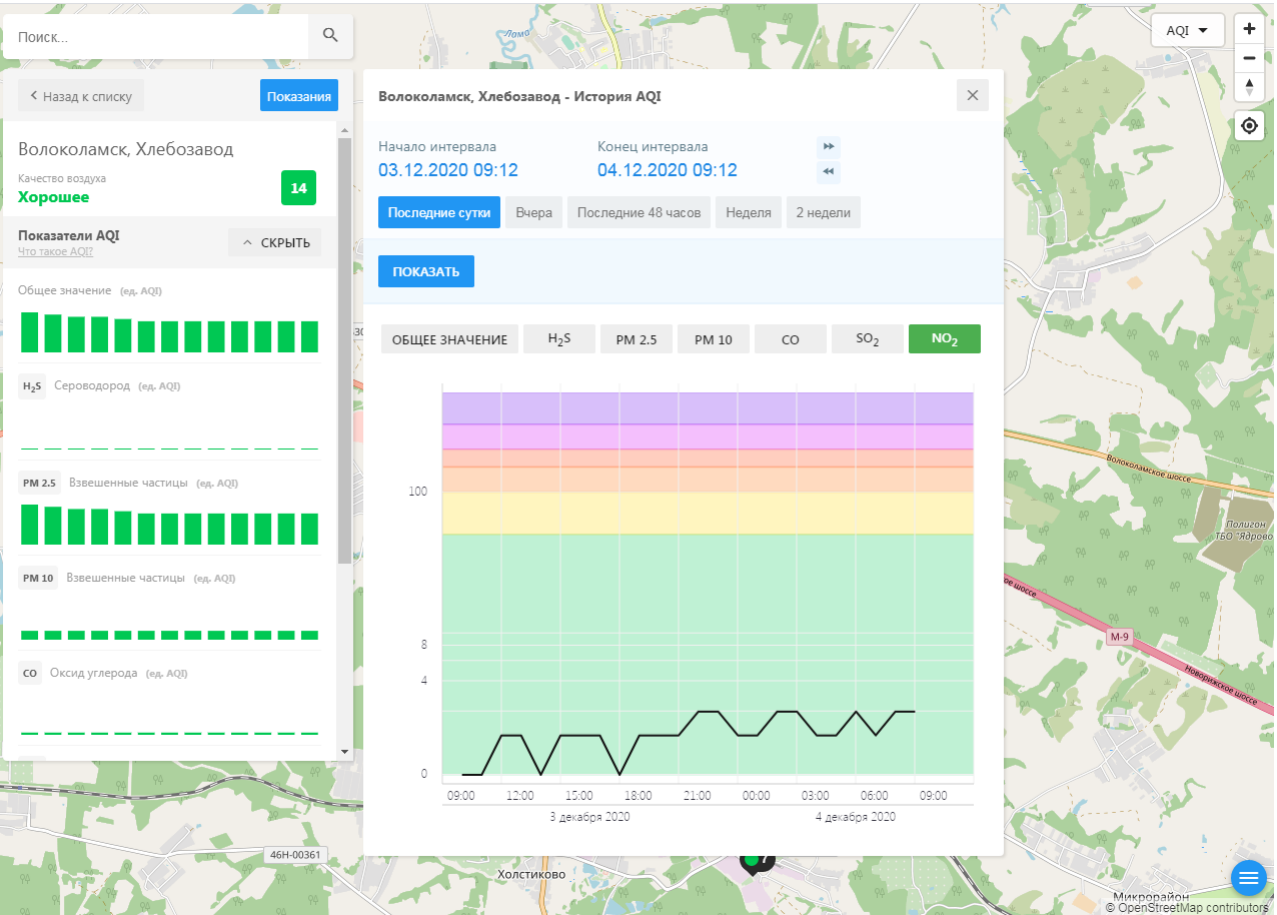 Поиск...
Ламо
AQI
Назад к списку
Показания
Волоколамск, Хлебозавод - История AQI
Волоколамск, Хлебозавод
Качество воздуха
Хорошее
14
Начало интервала
Конец интервала
03.12.2020 09:12
04.12.2020 09:12
Последние сутки
Вчера
Последние 48 часов
Неделя
2 недели
Показатели AQI
Что такое AQI?
СКРЫТЬ
ПОКАЗАТЬ
Общее значение (ед. AQI)
ОБЩЕЕ ЗНАЧЕНИЕ
H₂S
PM 2.5
PM 10
CO
SO₂
NO₂
H₂S Сероводород (ед. AQI)
PM 2.5 Взвешенные частицы (ед. AQI)
PM 10 Взвешенные частицы (ед. AQI)
CO Оксид углерода (ед. AQI)
100
8
4
0
09:00
12:00
15:00
18:00
21:00
00:00
03:00
06:00
09:00
3 декабря 2020
4 декабря 2020
Волоколамское шоссе
Полигон
ТБО "Ядрово"
ое шоссе
М-9
Новорижское шоссе
46Н-00361
7
Холстиково
Микрорайон
© OpenStreetMap contributors